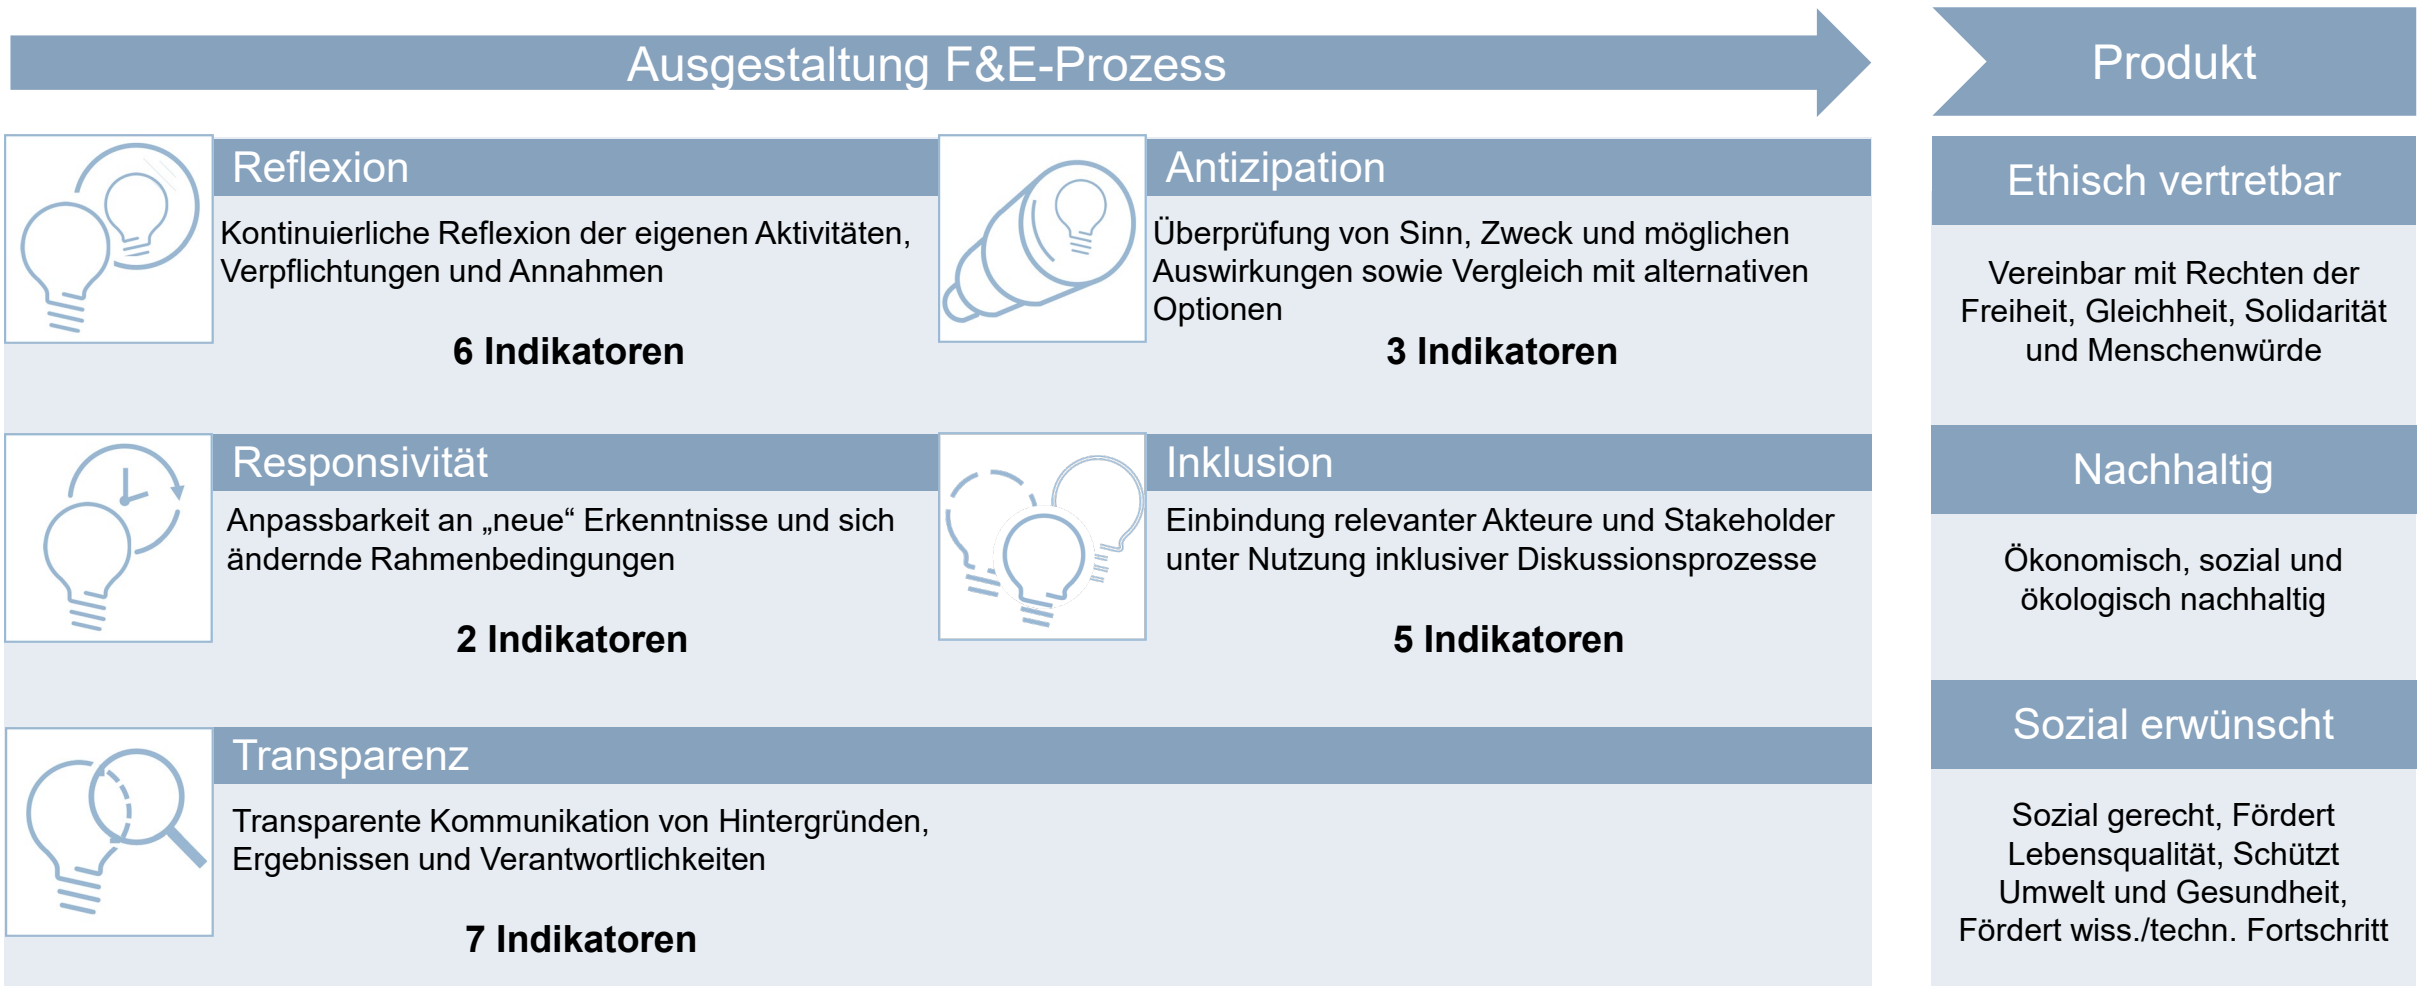 Ausgestaltung F&E-Prozess
Produkt
Reflexion
Kontinuierliche Reflexion der eigenen Aktivitäten,
Verpflichtungen und Annahmen
6 Indikatoren
Antizipation
Überprüfung von Sinn, Zweck und möglichen
Auswirkungen sowie Vergleich mit alternativen
Optionen
3 Indikatoren
Responsivität
Anpassbarkeit an „neue“ Erkenntnisse und sich
ändernde Rahmenbedingungen
2 Indikatoren
Inklusion
Einbindung relevanter Akteure und Stakeholder
unter Nutzung inklusiver Diskussionsprozesse
5 Indikatoren
Transparenz
Transparente Kommunikation von Hintergründen,
Ergebnissen und Verantwortlichkeiten
7 Indikatoren
Ethisch vertretbar
Vereinbar mit Rechten der
Freiheit, Gleichheit, Solidarität
und Menschenwürde
Nachhaltig
Ökonomisch, sozial und
ökologisch nachhaltig
Sozial erwünscht
Sozial gerecht, Fördert
Lebensqualität, Schützt
Umwelt und Gesundheit,
Fördert wiss./techn. Fortschritt